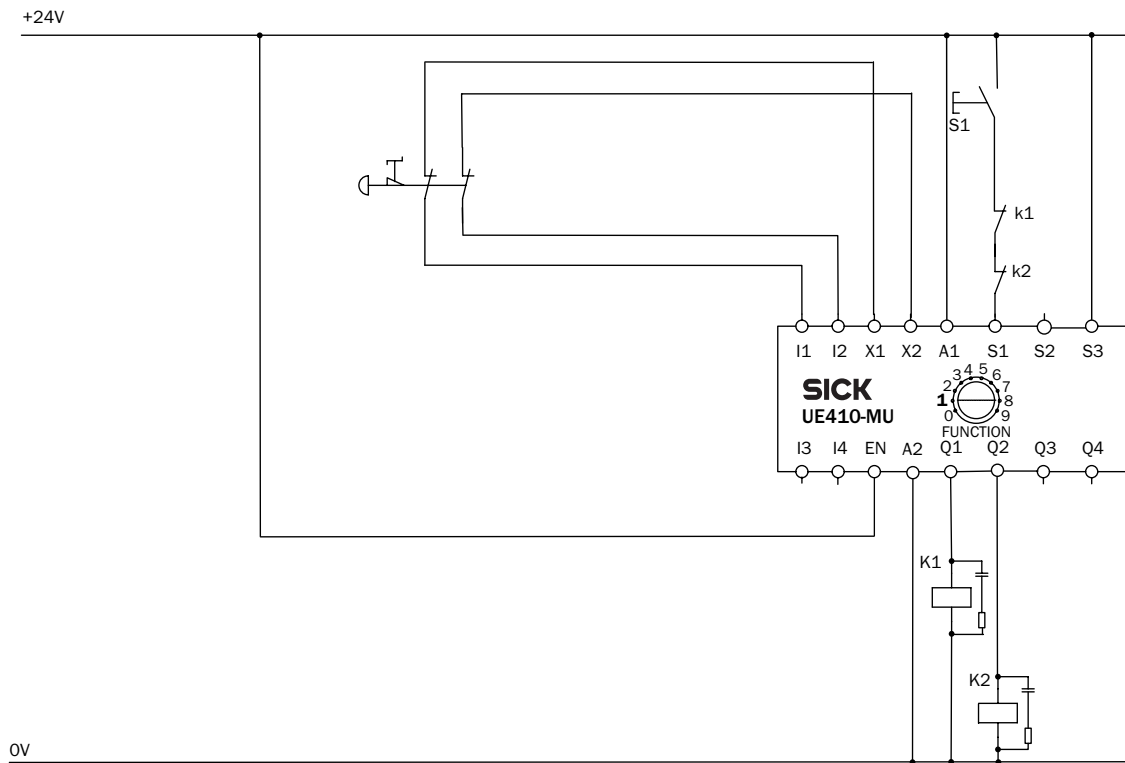 +24V
S1
k1
k2
I1 I2 X1 X2 A1 S1 S2 S3
SICK
UE410-MU
0 1 2 3 4 5 6 7 8 9
FUNCTION
I3 I4 EN A2 Q1 Q2 Q3 Q4
K1
K2
0V